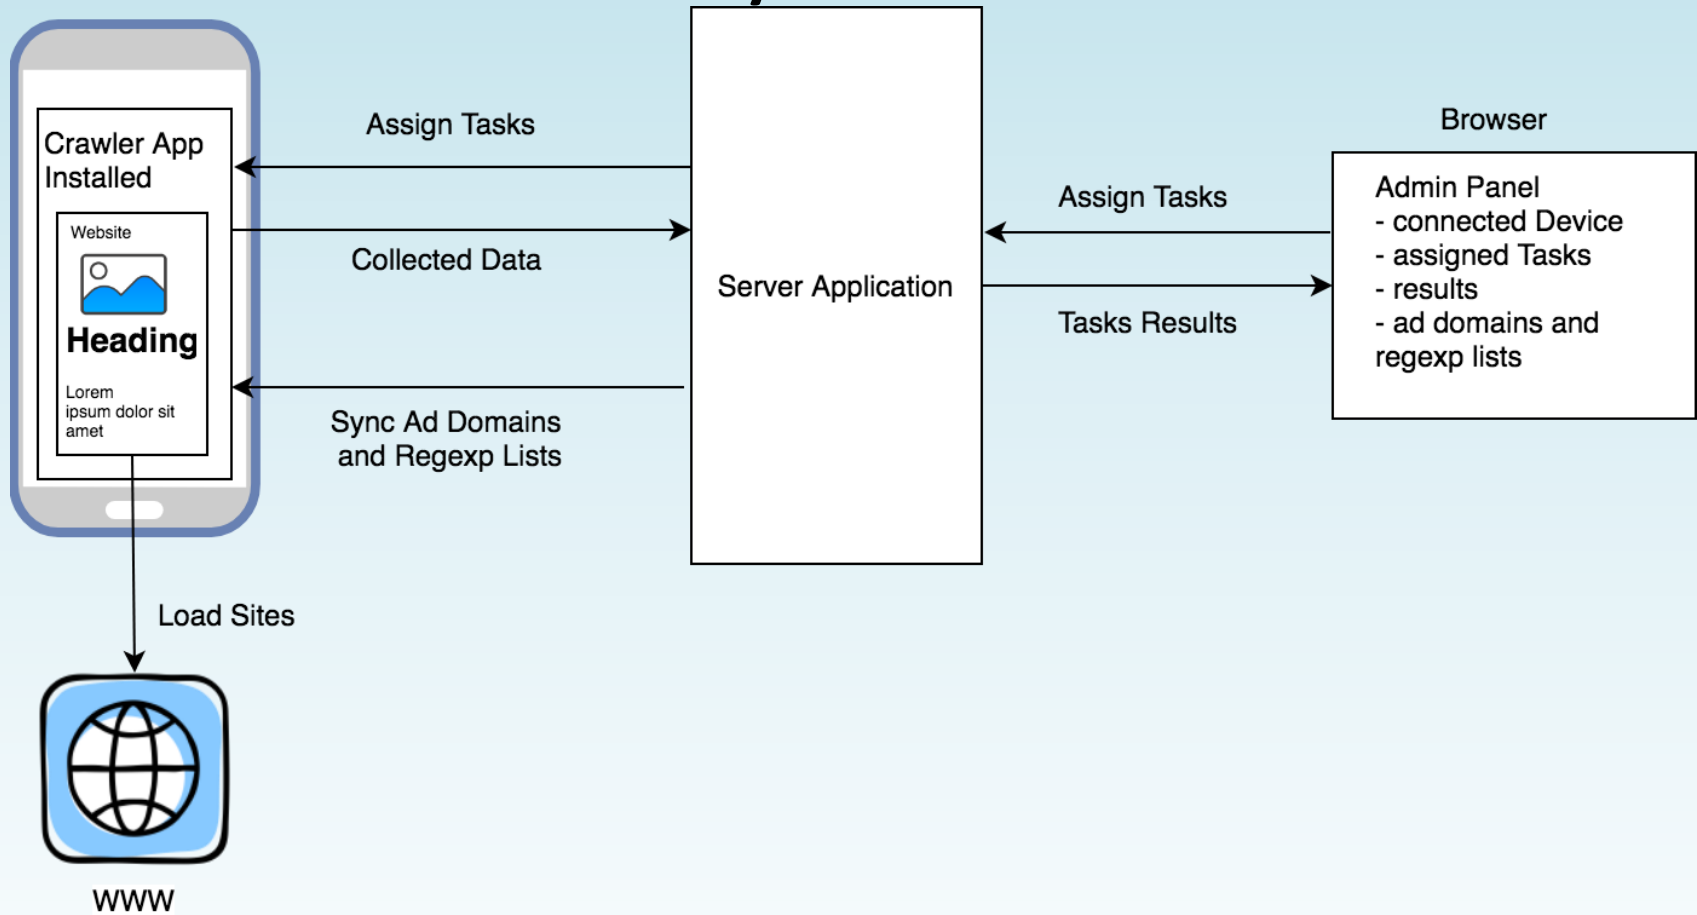 Crawler App
Installed
Website
Heading
Lorem
ipsum dolor sit
amet
Assign Tasks
Collected Data
Sync Ad Domains
and Regexp Lists
Load Sites
www
Server Application
Assign Tasks
Tasks Results
Browser
Admin Panel
- connected Device
- assigned Tasks
- results
- ad domains and
regexp lists